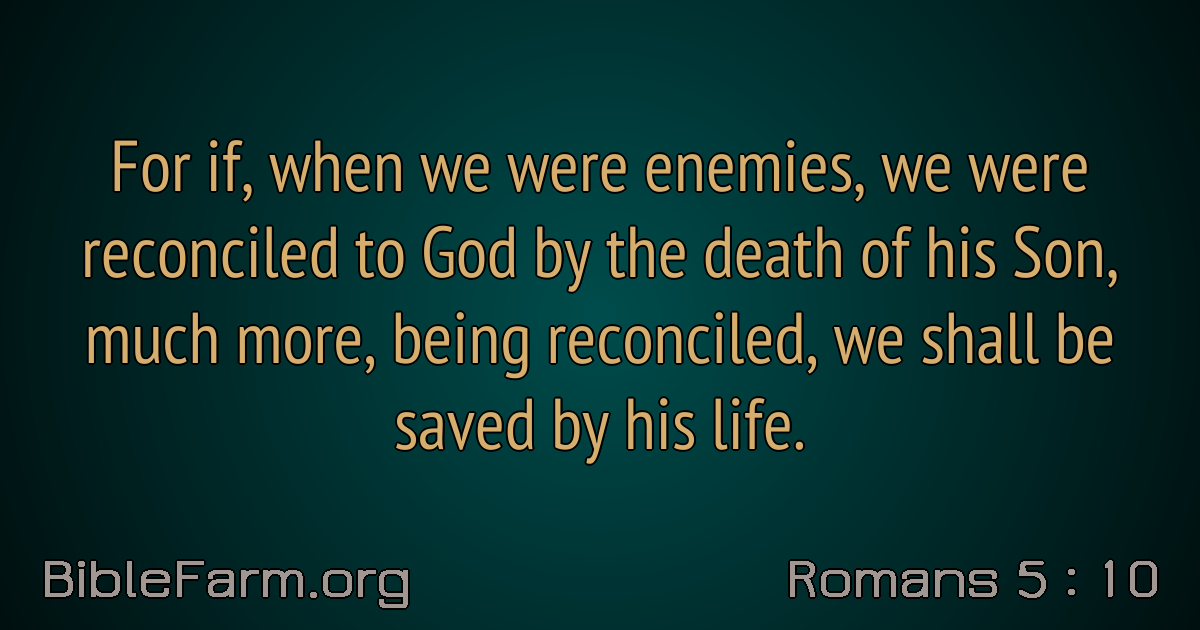 For if, when we were enemies, we were
reconciled to God by the death of his Son,
much more, being reconciled, we shall be
saved by his life.
BibleFarm.org
Romans 5 : 10